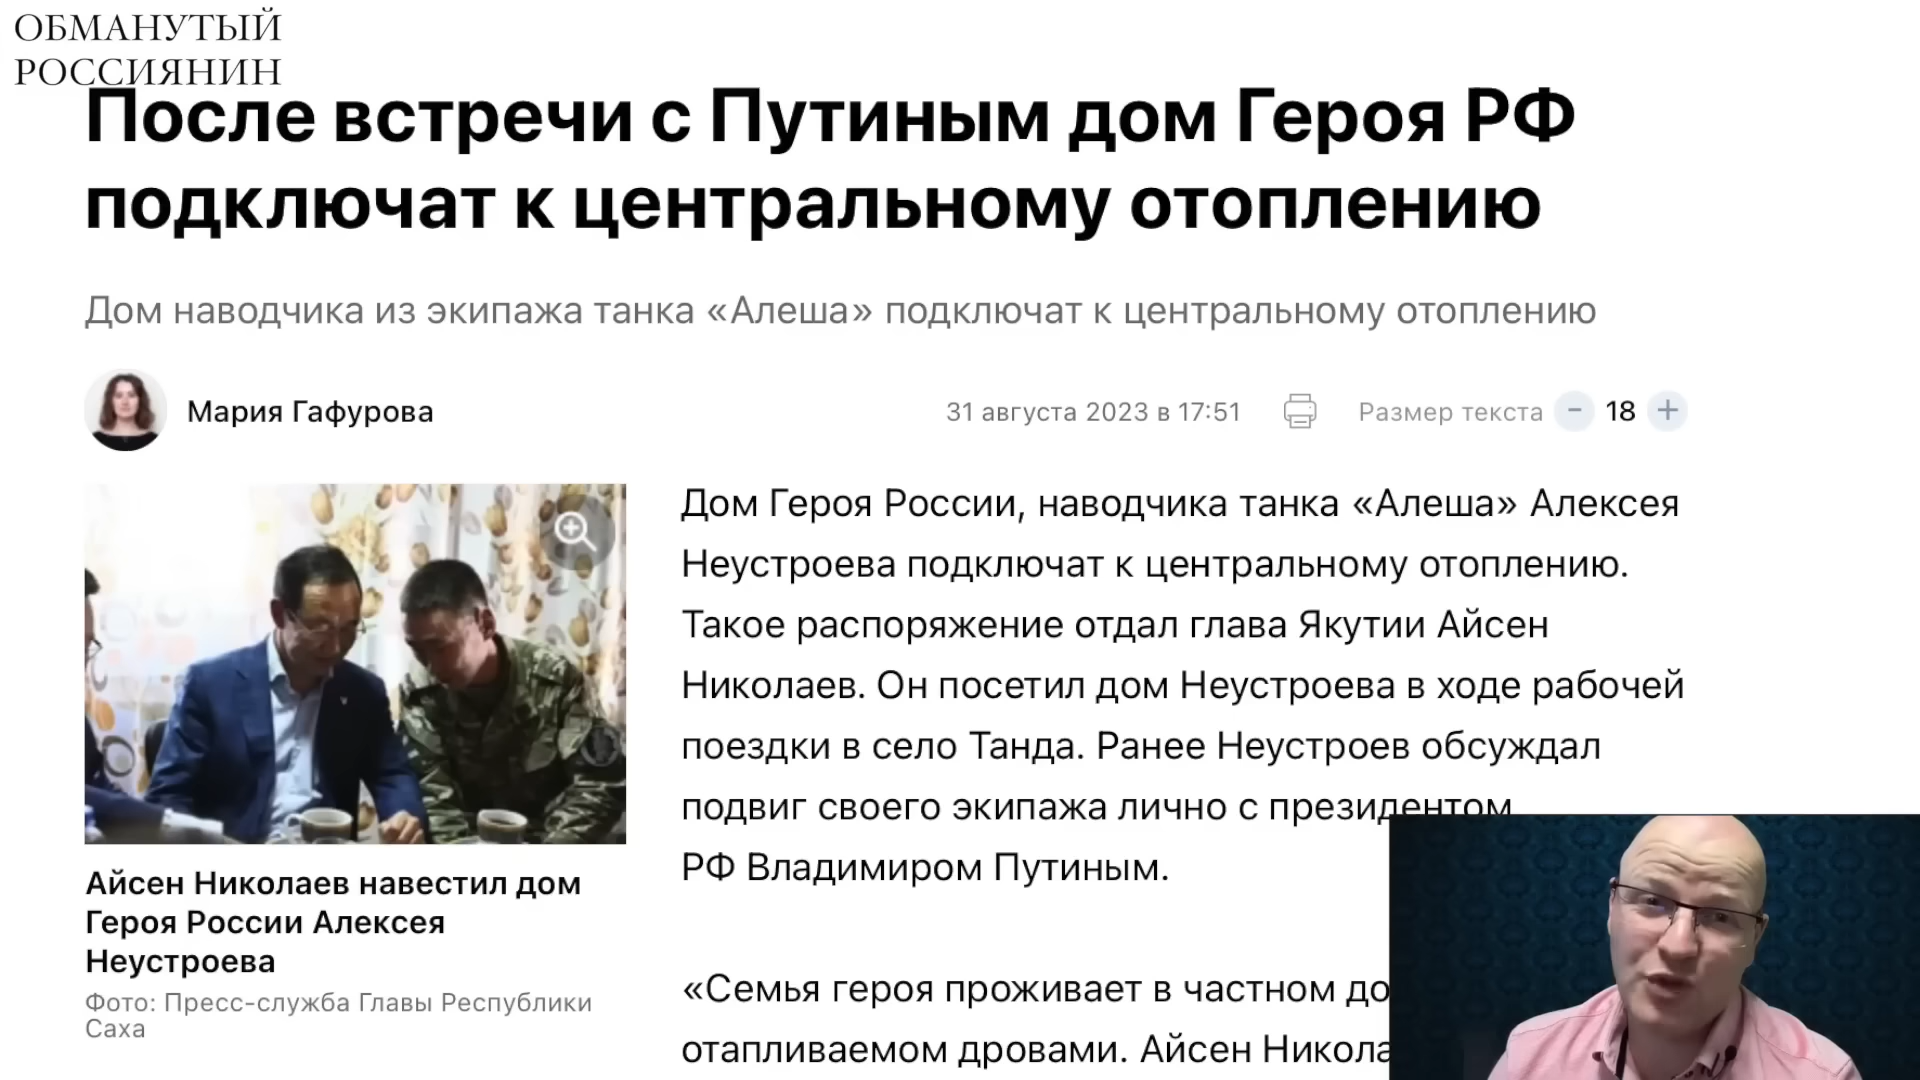 ОБМАНУТЫЙ
РОССИЯНИН
После встречи с Путиным дом Героя РФ
подключат к центральному отоплению
Дом наводчика из экипажа танка «Алеша» подключат к центральному отоплению
Мария Гафурова
31 августа 2023 в 17:51
Размер текста − 18 +
Дом Героя России, наводчика танка «Алеша» Алексея
Неустроева подключат к центральному отоплению.
Такое распоряжение отдал глава Якутии Айсен
Николаев. Он посетил дом Неустроева в ходе рабочей
поездки в село Танда. Ранее Неустроев обсуждал
подвиг своего экипажа лично с президентом
РФ Владимиром Путиным.
«Семья героя проживает в частном до
отапливаемом дровами. Айсен Никола
Айсен Николаев навестил дом
Героя России Алексея
Неустроева
Фото: Пресс-служба Главы Республики
Саха